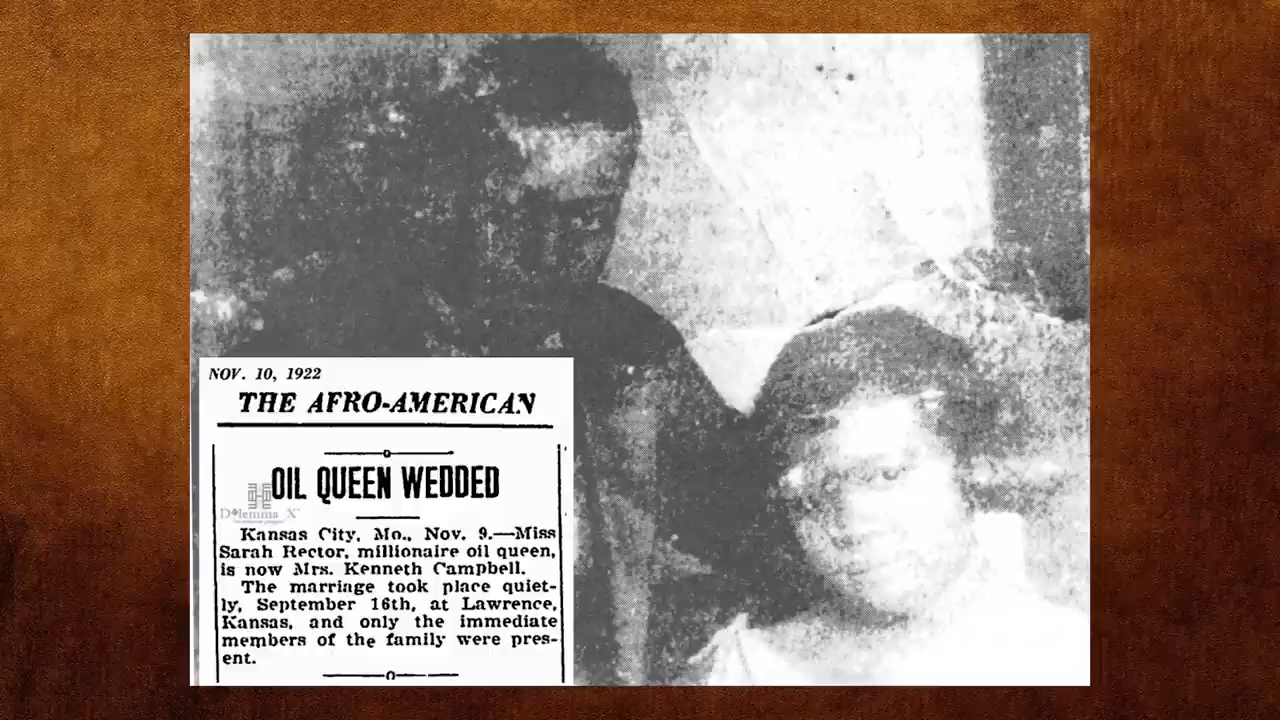 NOV. 10, 1922
THE AFRO-AMERICAN
OIL QUEEN WEDDED
Dilemma X
Kansas City, Mo., Nov. 9.—Miss
Sarah Rector, millionaire oil queen,
is now Mrs. Kenneth Campbell.
The marriage took place quiet-
ly, September 16th, at Lawrence,
Kansas, and only the immediate
members of the family were pres-
ent.